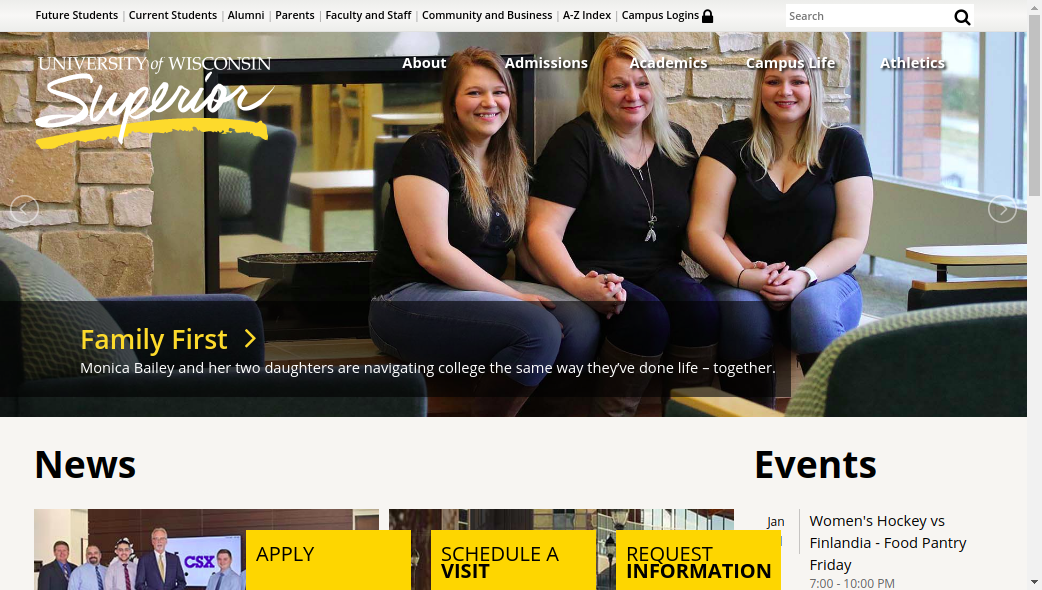 Future Students | Current Students | Alumni | Parents | Faculty and Staff | Community and Business | A-Z Index | Campus Logins
Search
UNIVERSITY of WISCONSIN
Superior
About
Admissions
Academics
Campus Life
Athletics
Family First
Monica Bailey and her two daughters are navigating college the same way they've done life – together.
News
Events
CSX
APPLY
SCHEDULE A
VISIT
REQUEST
INFORMATION
Jan
Women's Hockey vs
Finlandia - Food Pantry
Friday
7:00 - 10:00 PM